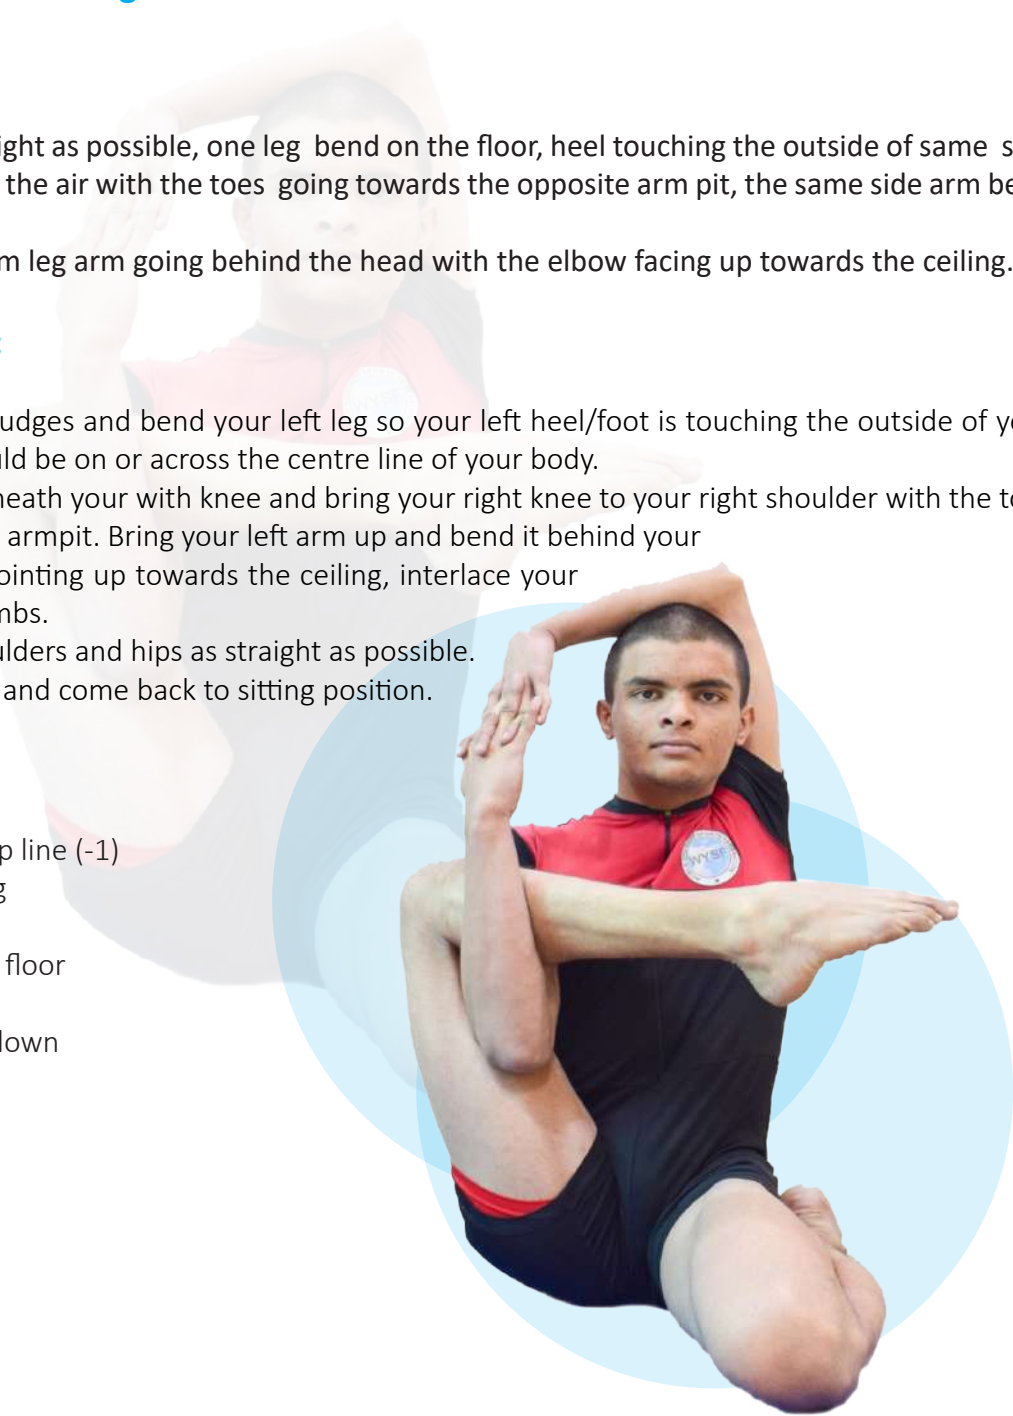 ight as possible, one leg bend on the floor, heel touching the outside of same s
the air with the toes going towards the opposite arm pit, the same side arm be
m leg arm going behind the head with the elbow facing up towards the ceiling.
:
udges and bend your left leg so your left heel/foot is touching the outside of yo
uld be on or across the centre line of your body.
neath your with knee and bring your right knee to your right shoulder with the to
armpit. Bring your left arm up and bend it behind your
ointing up towards the ceiling, interlace your
mbs.
ulders and hips as straight as possible.
and come back to sitting position.
p line (-1)
g
floor
down
WYSF